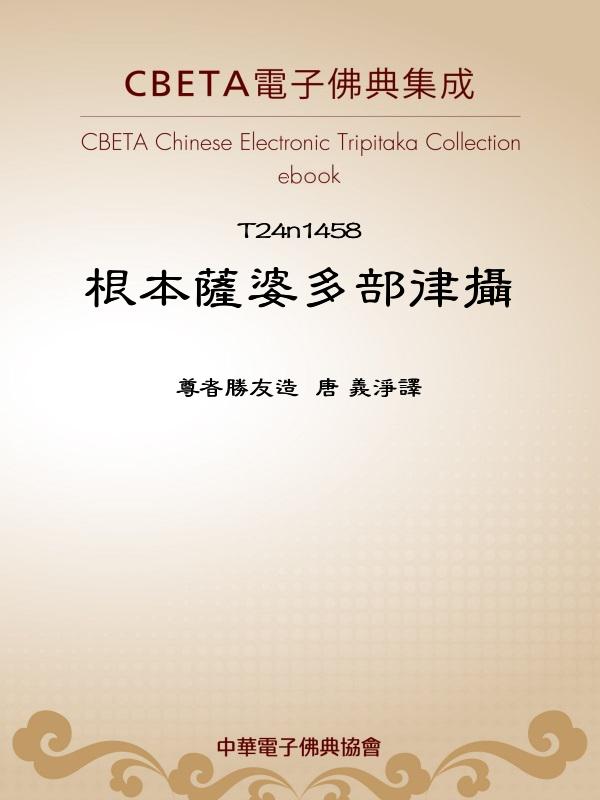 CBETA電子佛典集成
CBETA Chinese Electronic Tripitaka Collection
ebook
T24n1458
根本薩婆多部律攝
尊者勝友造 唐 義淨譯
中華電子佛典協會